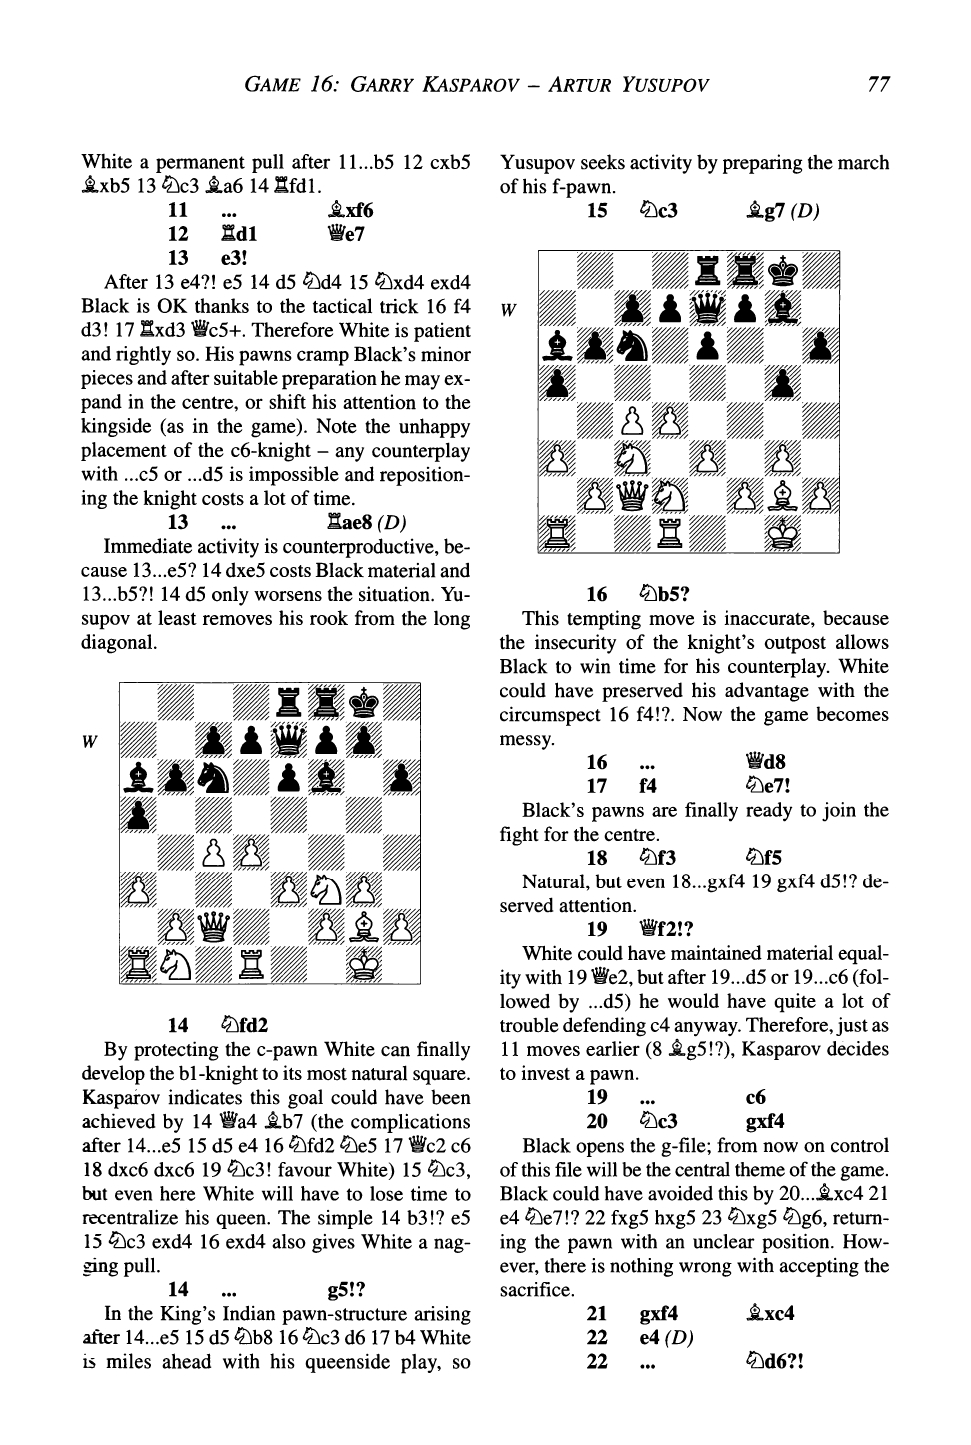 GAME 16: GARRY KASPAROV – ARTUR YUSUPOV 77
White a permanent pull after 11...b5 12 cxb5
♗xb5 13 ♘c3 ♗a6 14 ♖fd1.
11 ... ♗xf6
12 ♖d1 ♕e7
13 e3!
After 13 e4?! e5 14 d5 ♘d4 15 ♘xd4 exd4
Black is OK thanks to the tactical trick 16 f4
d3! 17 ♖xd3 ♕c5+. Therefore White is patient
and rightly so. His pawns cramp Black's minor
pieces and after suitable preparation he may ex-
pand in the centre, or shift his attention to the
kingside (as in the game). Note the unhappy
placement of the c6-knight – any counterplay
with ...c5 or ...d5 is impossible and reposition-
ing the knight costs a lot of time.
13 ... ♖ae8 (D)
Immediate activity is counterproductive, be-
cause 13...e5? 14 dxe5 costs Black material and
13...b5?! 14 d5 only worsens the situation. Yu-
supov at least removes his rook from the long
diagonal.
W
14 ♘fd2
By protecting the c-pawn White can finally
develop the b1-knight to its most natural square.
Kasparov indicates this goal could have been
achieved by 14 ♕a4 ♗b7 (the complications
after 14...e5 15 d5 e4 16 ♘fd2 ♘e5 17 ♕c2 c6
18 dxc6 dxc6 19 ♘c3! favour White) 15 ♘c3,
but even here White will have to lose time to
recentralize his queen. The simple 14 b3!? e5
15 ♘c3 exd4 16 exd4 also gives White a nag-
ging pull.
14 ... g5!?
In the King's Indian pawn-structure arising
after 14...e5 15 d5 ♘b8 16 ♘c3 d6 17 b4 White
is miles ahead with his queenside play, so
Yusupov seeks activity by preparing the march
of his f-pawn.
15 ♘c3 ♗g7 (D)
W
16 ♘b5?
This tempting move is inaccurate, because
the insecurity of the knight's outpost allows
Black to win time for his counterplay. White
could have preserved his advantage with the
circumspect 16 f4!?. Now the game becomes
messy.
16 ... ♕d8
17 f4 ♘e7!
Black's pawns are finally ready to join the
fight for the centre.
18 ♘f3 ♘f5
Natural, but even 18...gxf4 19 gxf4 d5!? de-
served attention.
19 ♕f2!?
White could have maintained material equal-
ity with 19 ♕e2, but after 19...d5 or 19...c6 (fol-
lowed by ...d5) he would have quite a lot of
trouble defending c4 anyway. Therefore, just as
11 moves earlier (8 ♗g5!?), Kasparov decides
to invest a pawn.
19 ... c6
20 ♘c3 gxf4
Black opens the g-file; from now on control
of this file will be the central theme of the game.
Black could have avoided this by 20...♗xc4 21
e4 ♘e7!? 22 fxg5 hxg5 23 ♘xg5 ♘g6, return-
ing the pawn with an unclear position. How-
ever, there is nothing wrong with accepting the
sacrifice.
21 gxf4 ♗xc4
22 e4 (D)
22 ... ♘d6?!